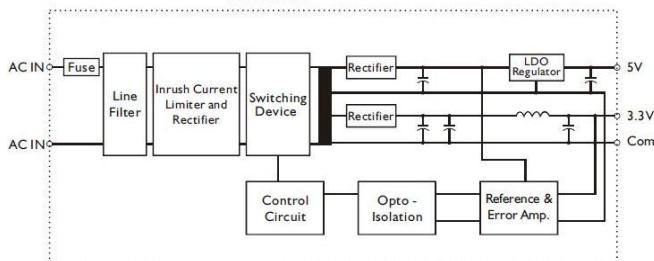 AC IN
Fuse
Line
Filter
Inrush Current
Limiter and
Rectifier
Switching
Device
Rectifier
LDO
Regulator
5V
Rectifier
3.3V
Com
AC IN
Control
Circuit
Opto -
Isolation
Reference &
Error Amp.